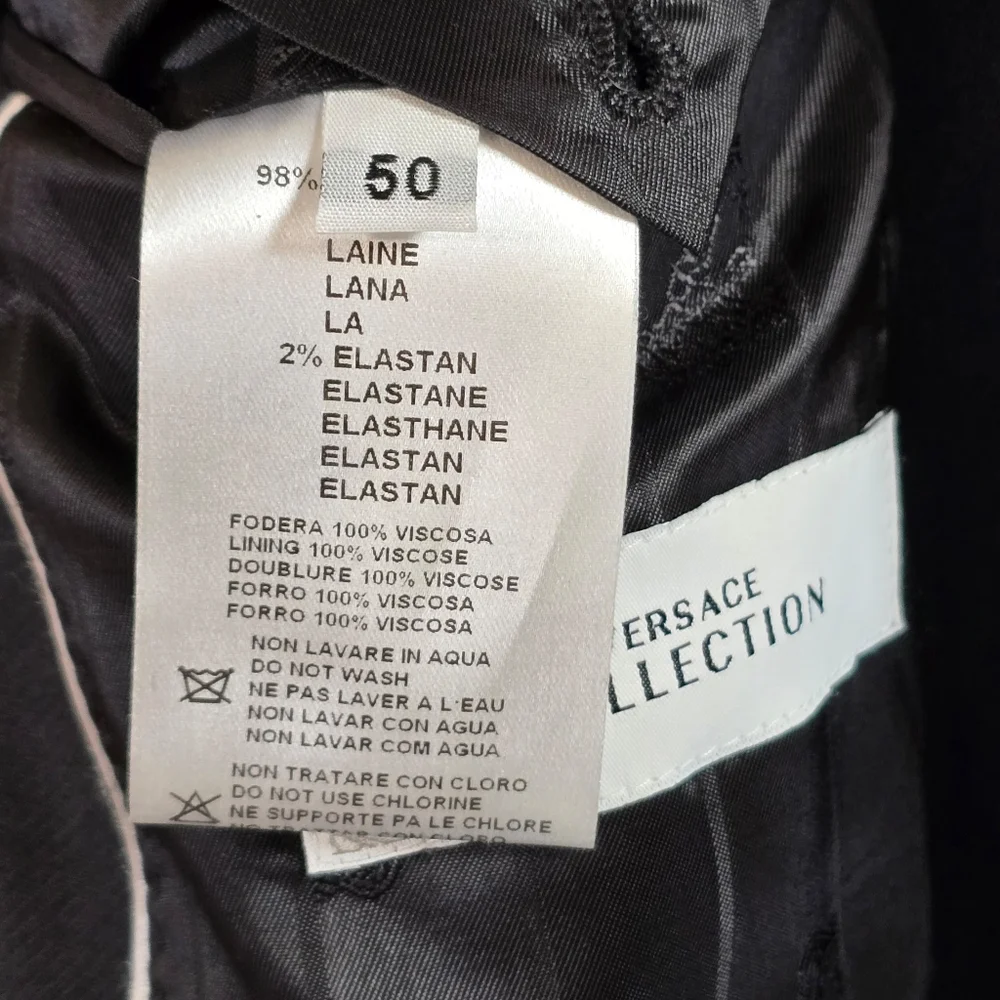 50
98%
LAINE
LANA
LA
2% ELASTAN
ELASTANE
ELASTHANE
ELASTAN
ELASTAN
FODERA 100% VISCOSA
LINING 100% VISCOSE
DOUBLURE 100% VISCOSE
FORRO 100% VISCOSA
FORRO 100% VISCOSA
NON LAVARE IN AQUA
DO NOT WASH
NE PAS LAVER A L'EAU
NON LAVAR CON AGUA
NON LAVAR COM AGUA
NON TRATARE CON CLORO
DO NOT USE CHLORINE
NE SUPPORTE PA LE CHLORE
CON CLORO
ERSACE
LLECTION